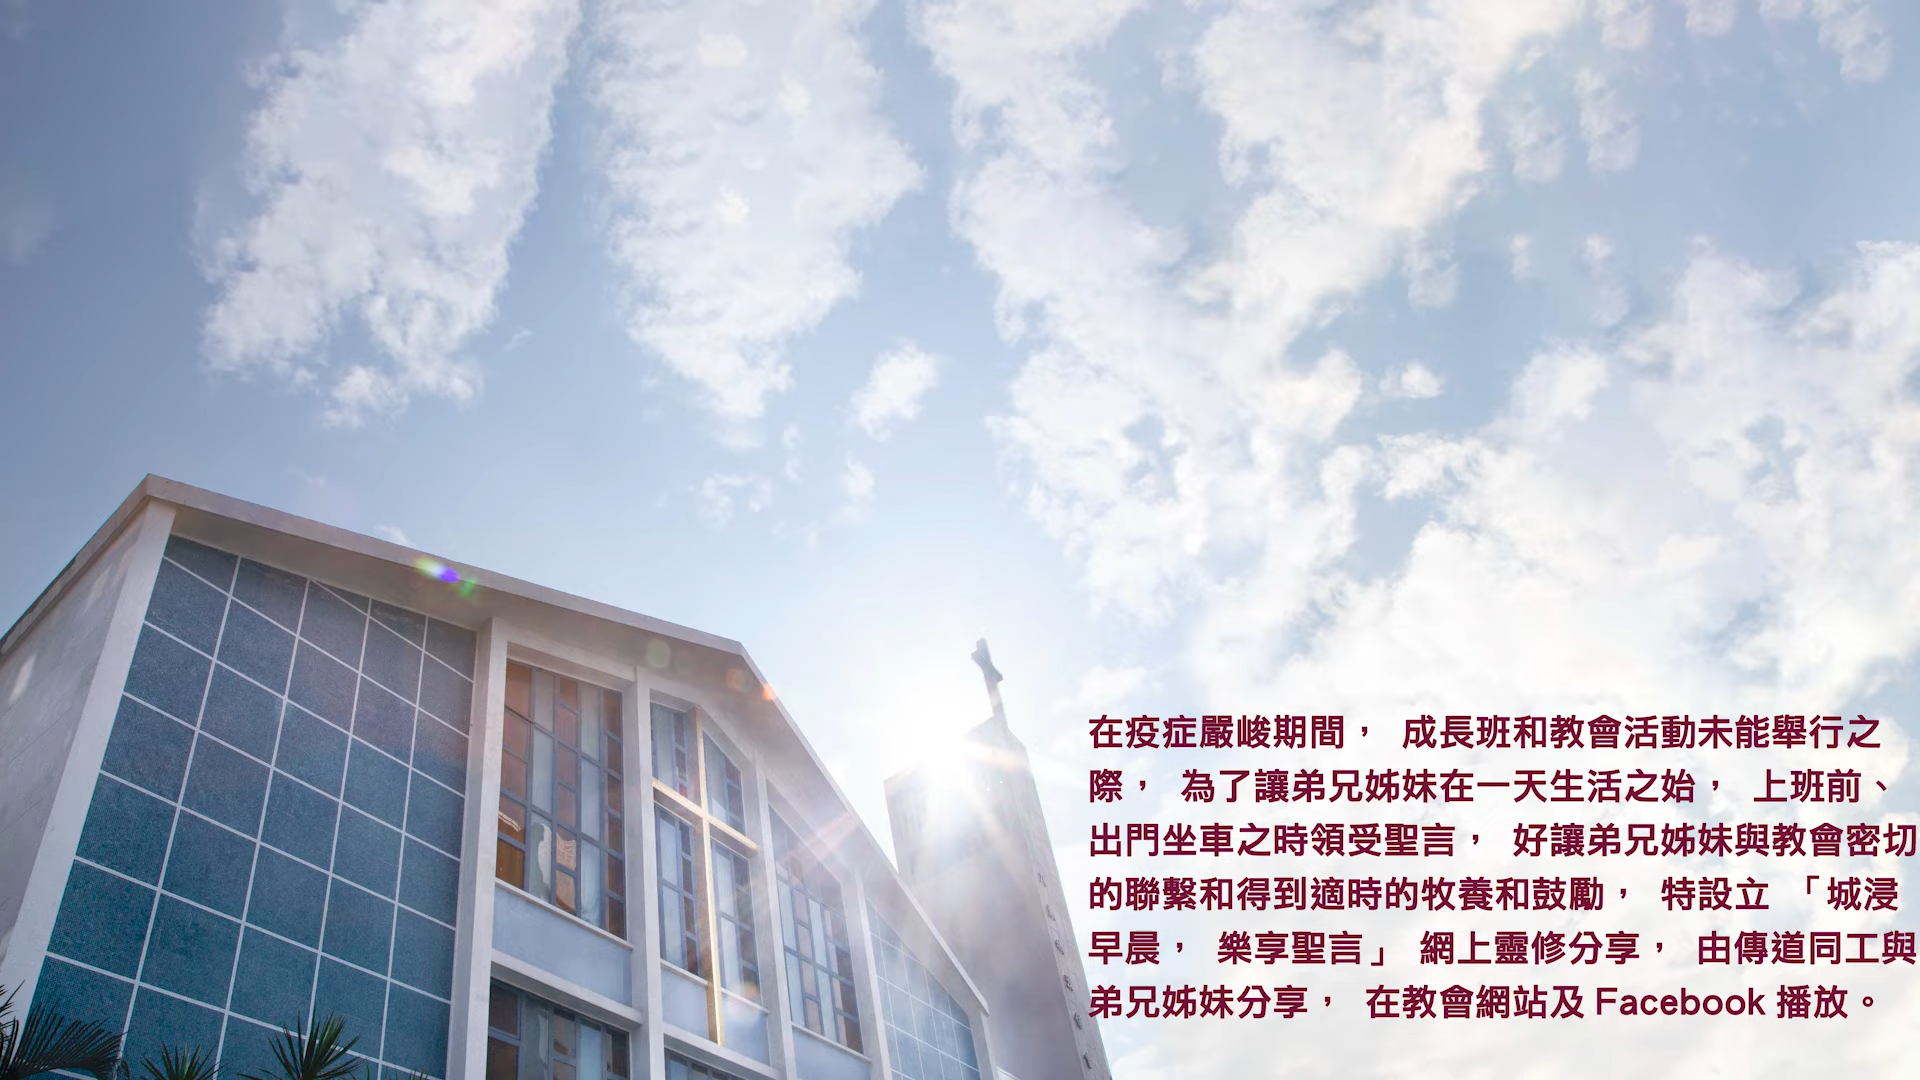 在疫症嚴峻期間， 成長班和教會活動未能舉行之
際， 為了讓弟兄姊妹在一天生活之始， 上班前、
出門坐車之時領受聖言， 好讓弟兄姊妹與教會密切
的聯繫和得到適時的牧養和鼓勵， 特設立 「城浸
早晨， 樂享聖言」 網上靈修分享， 由傳道同工與
弟兄姊妹分享， 在教會網站及 Facebook 播放。